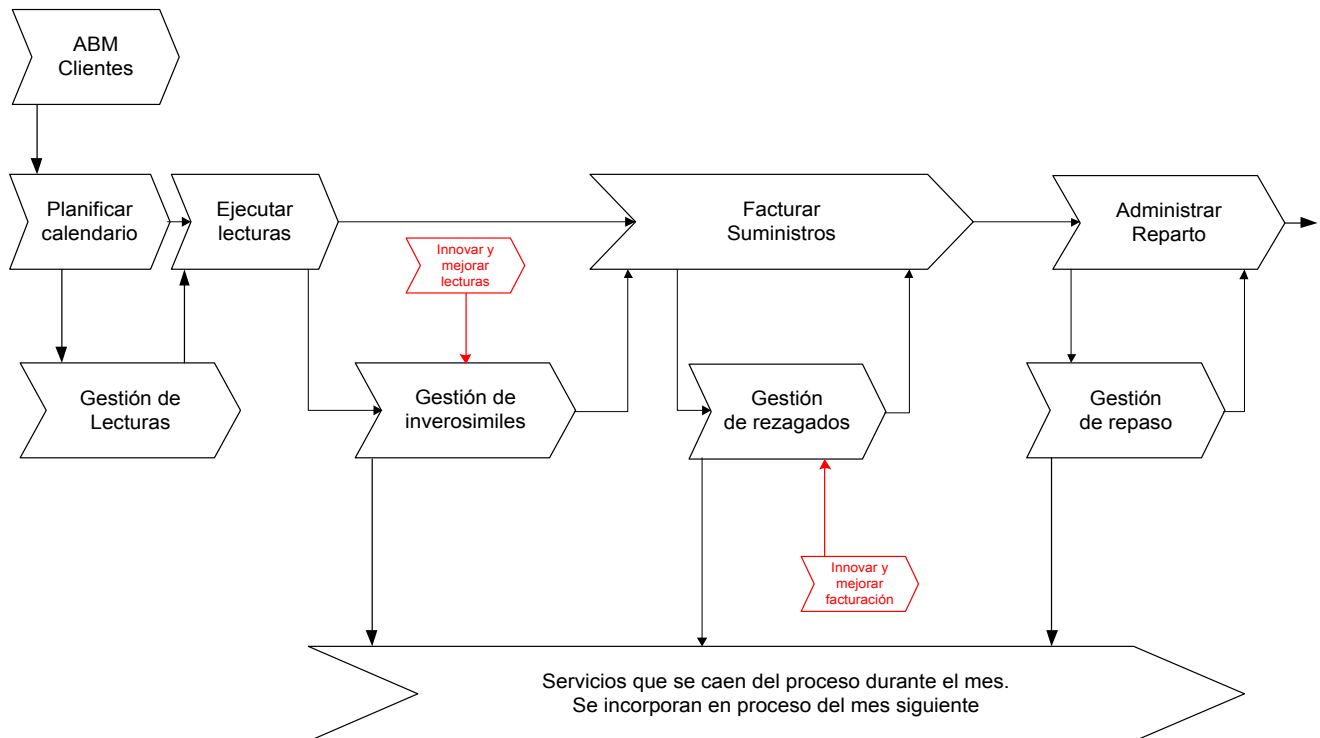 ABM
Clientes
Planificar
calendario
Ejecutar
lecturas
Facturar
Suministros
Administrar
Reparto
Innovar y
mejorar
lecturas
Gestión de
Lecturas
Gestión de
inverosimiles
Gestión
de rezagados
Gestión
de repaso
Innovar y
mejorar
facturación
Servicios que se caen del proceso durante el mes.
Se incorporan en proceso del mes siguiente